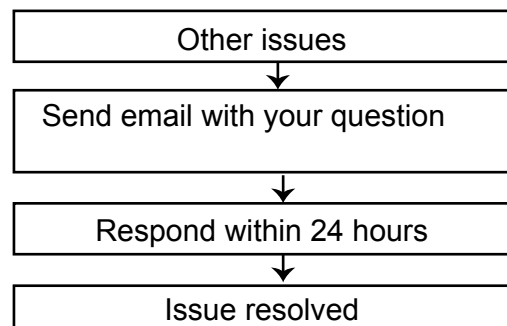 Other issues
Send email with your question
Respond within 24 hours
Issue resolved